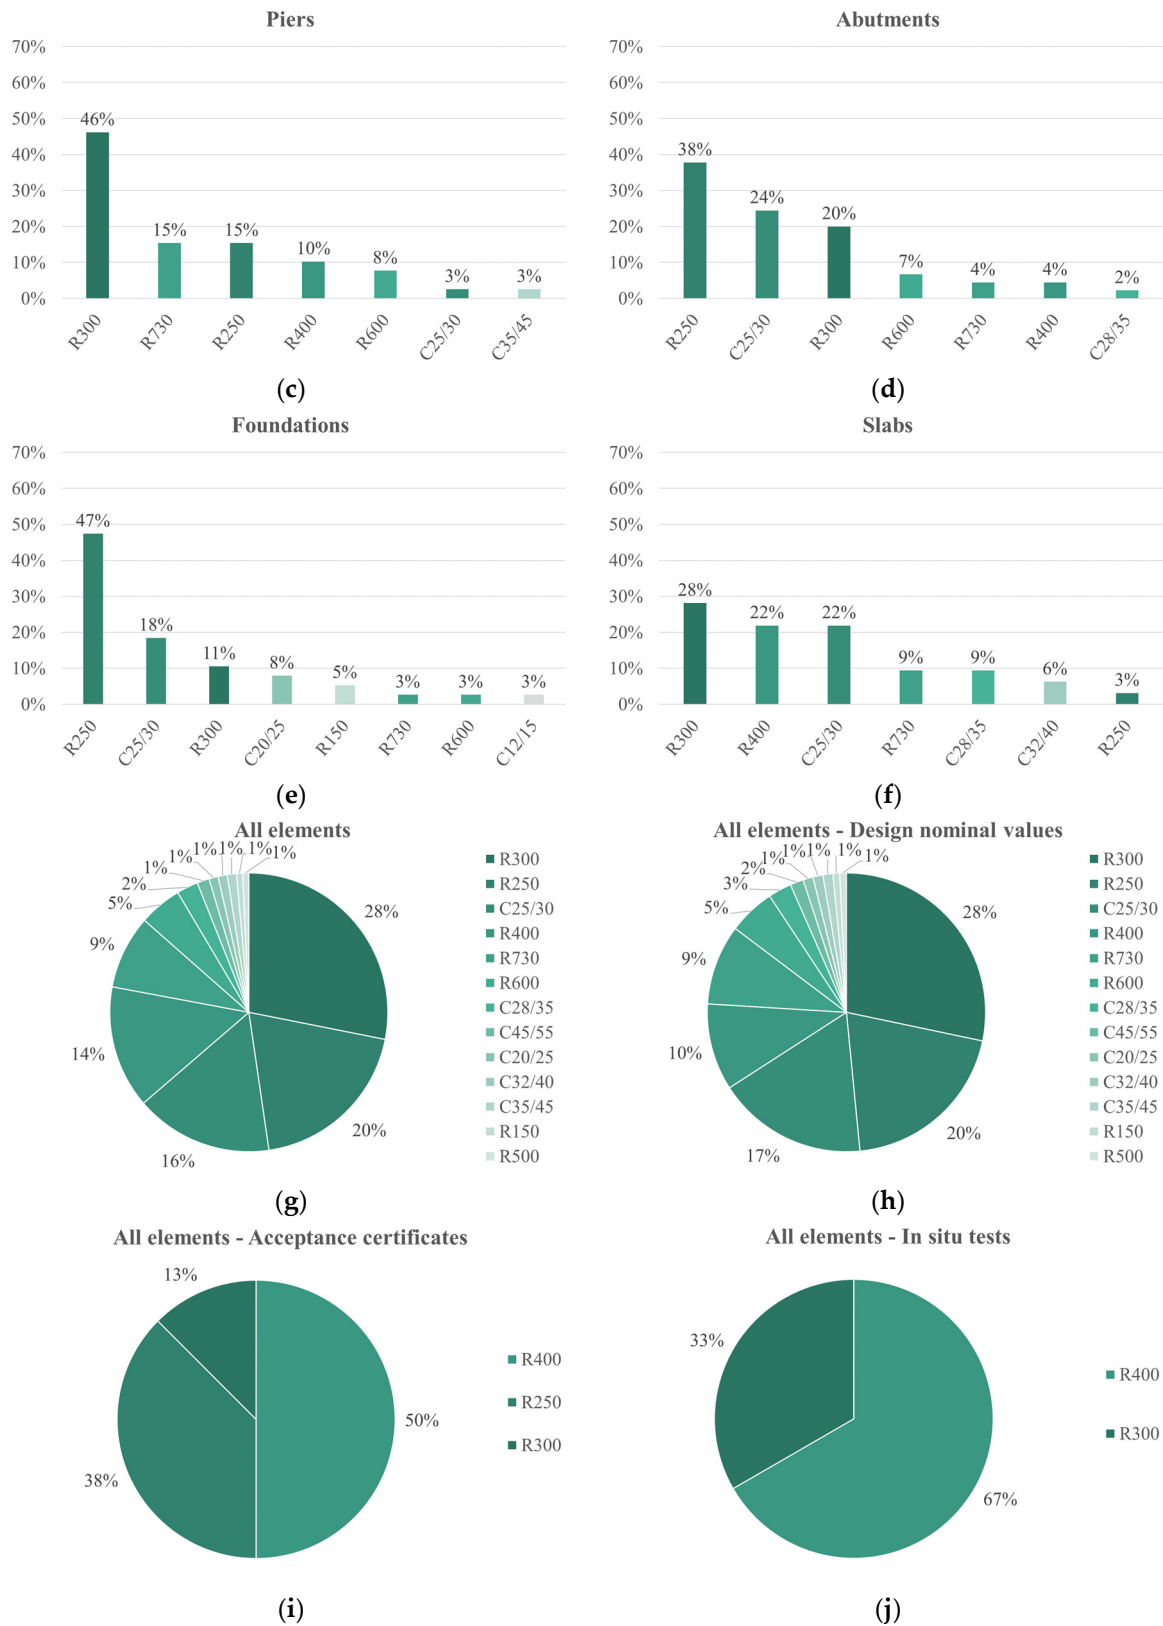 Piers
70%
60%
50%
40%
30%
20%
10%
0%
46%
15%
15%
10%
8%
3%
3%
R300
R730
R250
R400
R600
C25/30
C35/45
(c)
Abutments
70%
60%
50%
40%
30%
20%
10%
0%
38%
24%
20%
7%
4%
4%
2%
R250
C25/30
R300
R600
R730
R400
C28/35
(d)
Foundations
70%
60%
50%
40%
30%
20%
10%
0%
47%
18%
11%
8%
5%
3%
3%
3%
R250
C25/30
R300
C20/25
R150
R730
R600
C12/15
(e)
Slabs
70%
60%
50%
40%
30%
20%
10%
0%
28%
22%
22%
9%
9%
6%
3%
R300
R400
C25/30
R730
C28/35
C32/40
R250
(f)
All elements
28%
20%
16%
14%
9%
5%
2%
1%
1%
1%
1%
1%
1%
R300
R250
C25/30
R400
R730
R600
C28/35
C45/55
C20/25
C32/40
C35/45
R150
R500
(g)
All elements - Design nominal values
28%
20%
17%
10%
9%
5%
3%
2%
1%
1%
1%
1%
1%
R300
R250
C25/30
R400
R730
R600
C28/35
C45/55
C20/25
C32/40
C35/45
R150
R500
(h)
All elements - Acceptance certificates
13%
50%
38%
R400
R250
R300
(i)
All elements - In situ tests
33%
67%
R400
R300
(j)